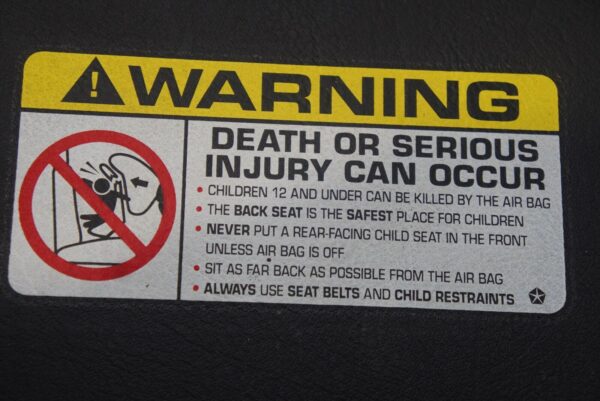 WARNING
DEATH OR SERIOUS
INJURY CAN OCCUR
• CHILDREN 12 AND UNDER CAN BE KILLED BY THE AIR BAG
• THE BACK SEAT IS THE SAFEST PLACE FOR CHILDREN
• NEVER PUT A REAR-FACING CHILD SEAT IN THE FRONT
UNLESS AIR BAG IS OFF
• SIT AS FAR BACK AS POSSIBLE FROM THE AIR BAG
• ALWAYS USE SEAT BELTS AND CHILD RESTRAINTS